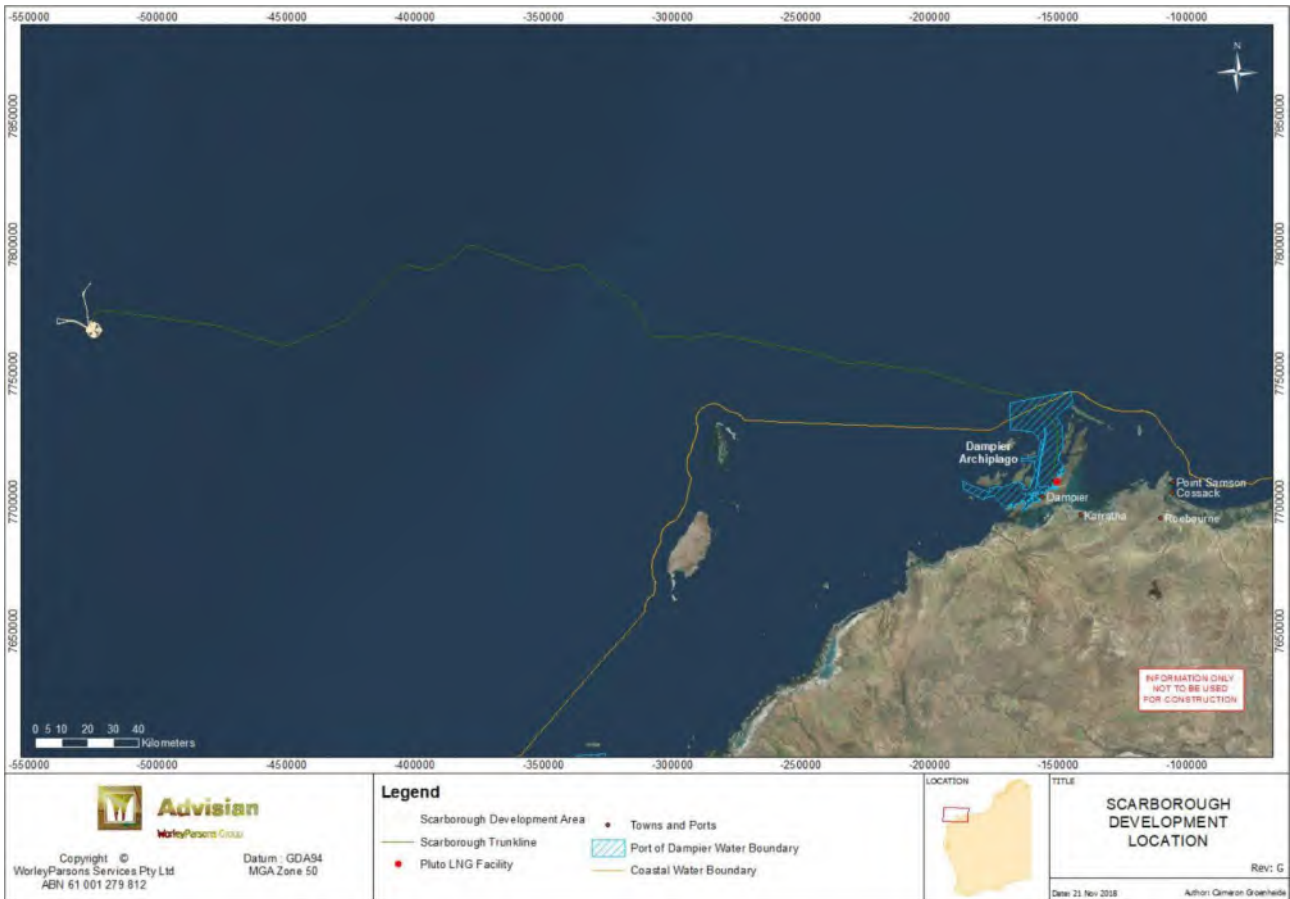 -550000 -500000 -450000 -400000 -350000 -300000 -250000 -200000 -150000 -100000
N
7850000 7850000
7800000 7800000
7750000 7750000
Dampier
Archiplago
Point Samson
Cossack
7700000 7700000
Dampier
Karratha
Roebourne
7650000 7650000
INFORMATION ONLY
NOT TO BE USED
FOR CONSTRUCTION
0 5 10 20 30 40
Kilometers
-550000 -500000 -450000 -400000 -350000 -300000 -250000 -200000 -150000 -100000
Advisian
WorleyParsons Group
Copyright ©
WorleyParsons Services Pty Ltd
ABN 61 001 279 812
Datum : GDA94
MGA Zone 50
Legend
Scarborough Development Area
Scarborough Trunkline
Pluto LNG Facility
Towns and Ports
Port of Dampier Water Boundary
Coastal Water Boundary
LOCATION
TITLE
SCARBOROUGH
DEVELOPMENT
LOCATION
Rev: G
Date: 21 Nov 2018
Author: Cameron Groenheide